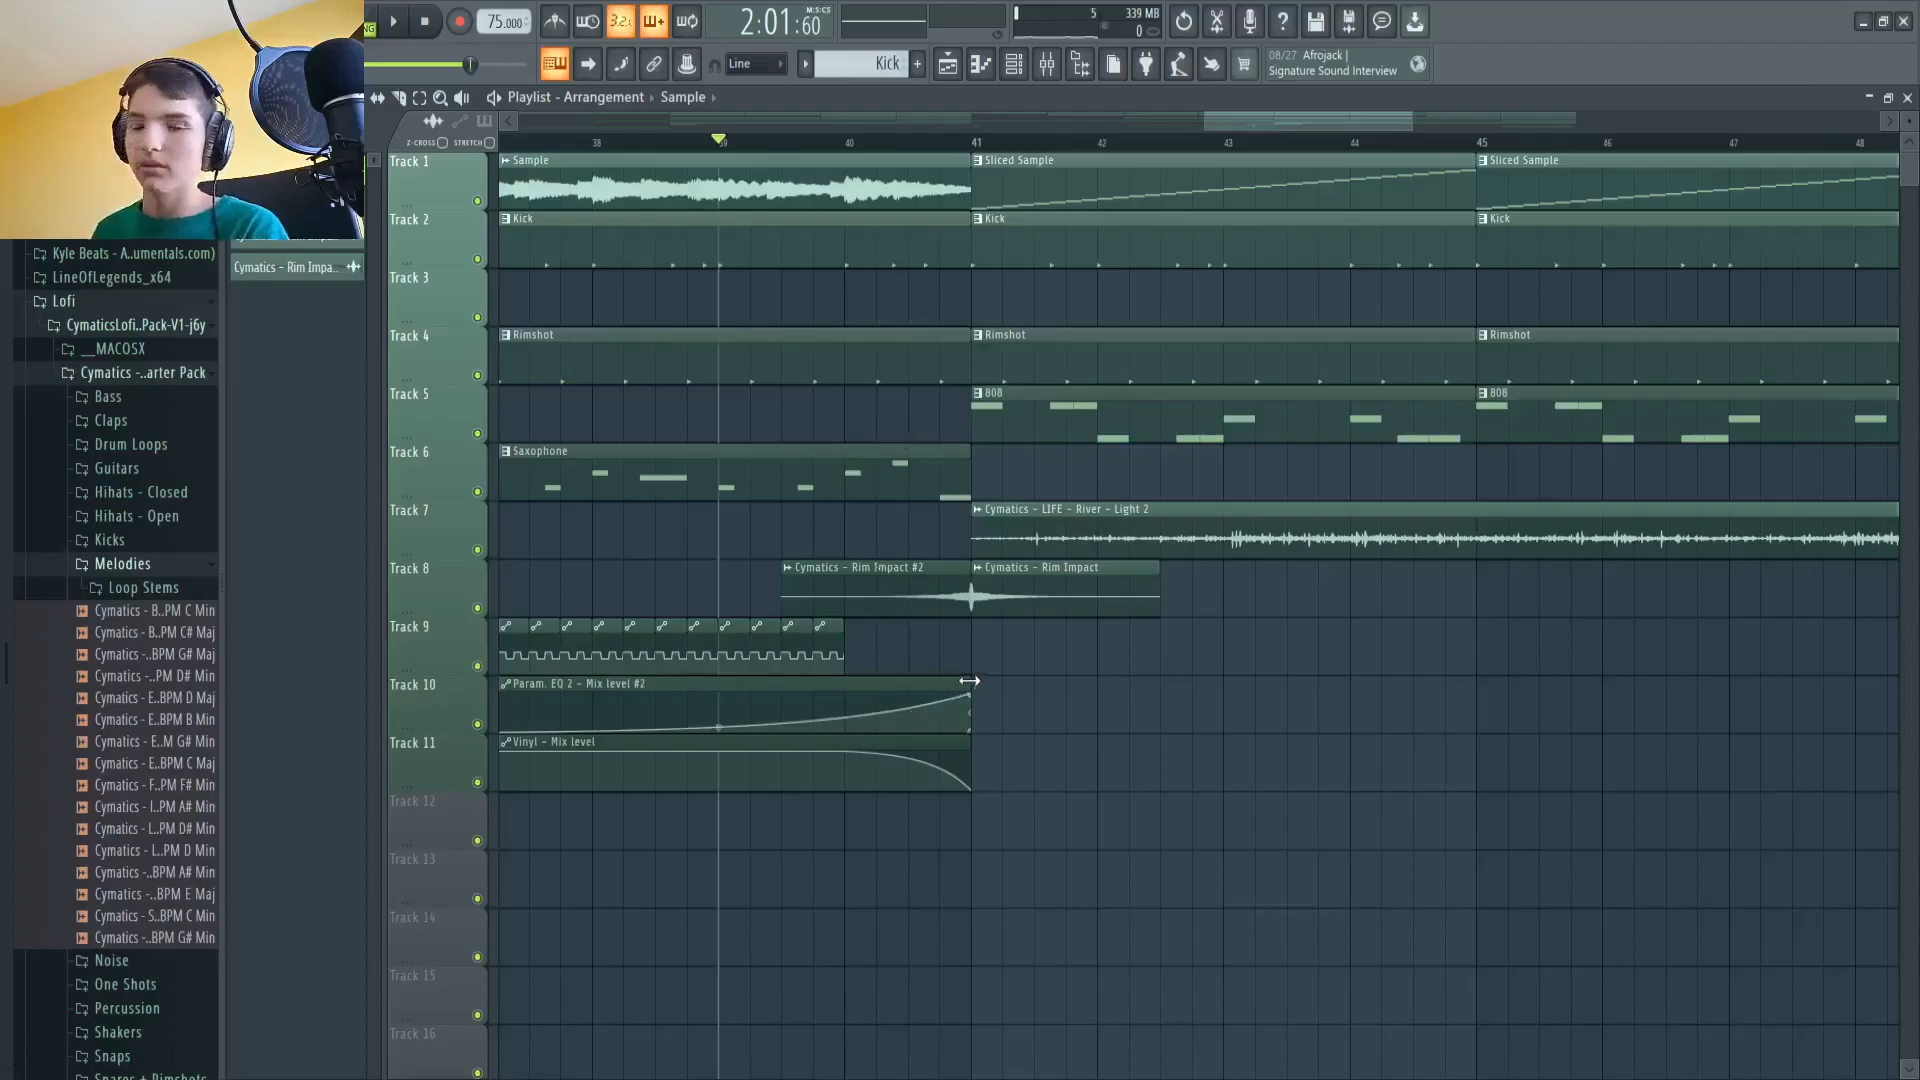 NG
75.000
3.2.1
2:01:60
M:S:CS
5
339 MB
0
Line
Kick
08/27 Afrojack |
Signature Sound Interview
Playlist - Arrangement
Sample
Z-CROSS
STRETCH
38
39
40
41
42
43
44
45
46
47
48
Kyle Beats - A..umentals.com)
LineOfLegends_x64
Lofi
CymaticsLofi..Pack-V1-j6y
__MACOSX
Cymatics -..arter Pack
Bass
Claps
Drum Loops
Guitars
Hihats - Closed
Hihats - Open
Kicks
Melodies
Loop Stems
Cymatics - B..PM C Min
Cymatics - B..PM C# Maj
Cymatics -..BPM G# Maj
Cymatics -..PM D# Min
Cymatics - E..BPM D Maj
Cymatics - E..BPM B Min
Cymatics - E..M G# Min
Cymatics - E..BPM C Maj
Cymatics - F..PM F# Min
Cymatics - I..PM A# Min
Cymatics - L..PM D# Min
Cymatics - L..PM D Min
Cymatics -..BPM A# Min
Cymatics -..BPM E Maj
Cymatics - S..BPM C Min
Cymatics -..BPM G# Min
Noise
One Shots
Percussion
Shakers
Snaps
Snares + Rimshots
Cymatics - Rim Impa..
Track 1
Sample
Sliced Sample
Sliced Sample
Track 2
Kick
Kick
Kick
Track 3
Track 4
Rimshot
Rimshot
Rimshot
Track 5
808
808
Track 6
Saxophone
Track 7
Cymatics - LIFE - River - Light 2
Track 8
Cymatics - Rim Impact #2
Cymatics - Rim Impact
Track 9
Track 10
Param. EQ 2 - Mix level #2
Track 11
Vinyl - Mix level
Track 12
Track 13
Track 14
Track 15
Track 16